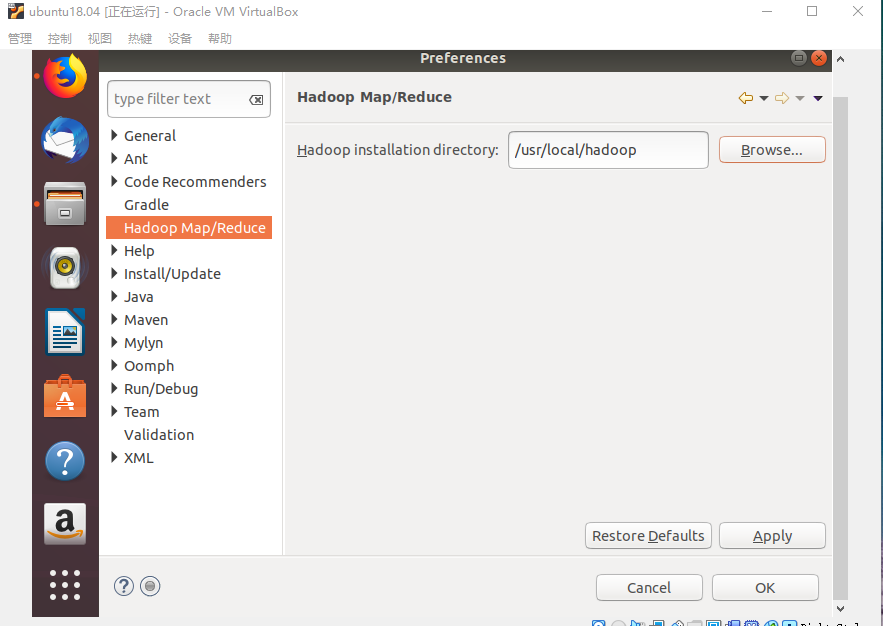 ubuntu18.04 [正在运行] - Oracle VM VirtualBox
管理 控制 视图 热键 设备 帮助
Preferences
type filter text
General
Ant
Code Recommenders
Gradle
Hadoop Map/Reduce
Help
Install/Update
Java
Maven
Mylyn
Oomph
Run/Debug
Team
Validation
XML
Hadoop Map/Reduce
Hadoop installation directory: /usr/local/hadoop Browse...
Restore Defaults Apply
Cancel OK